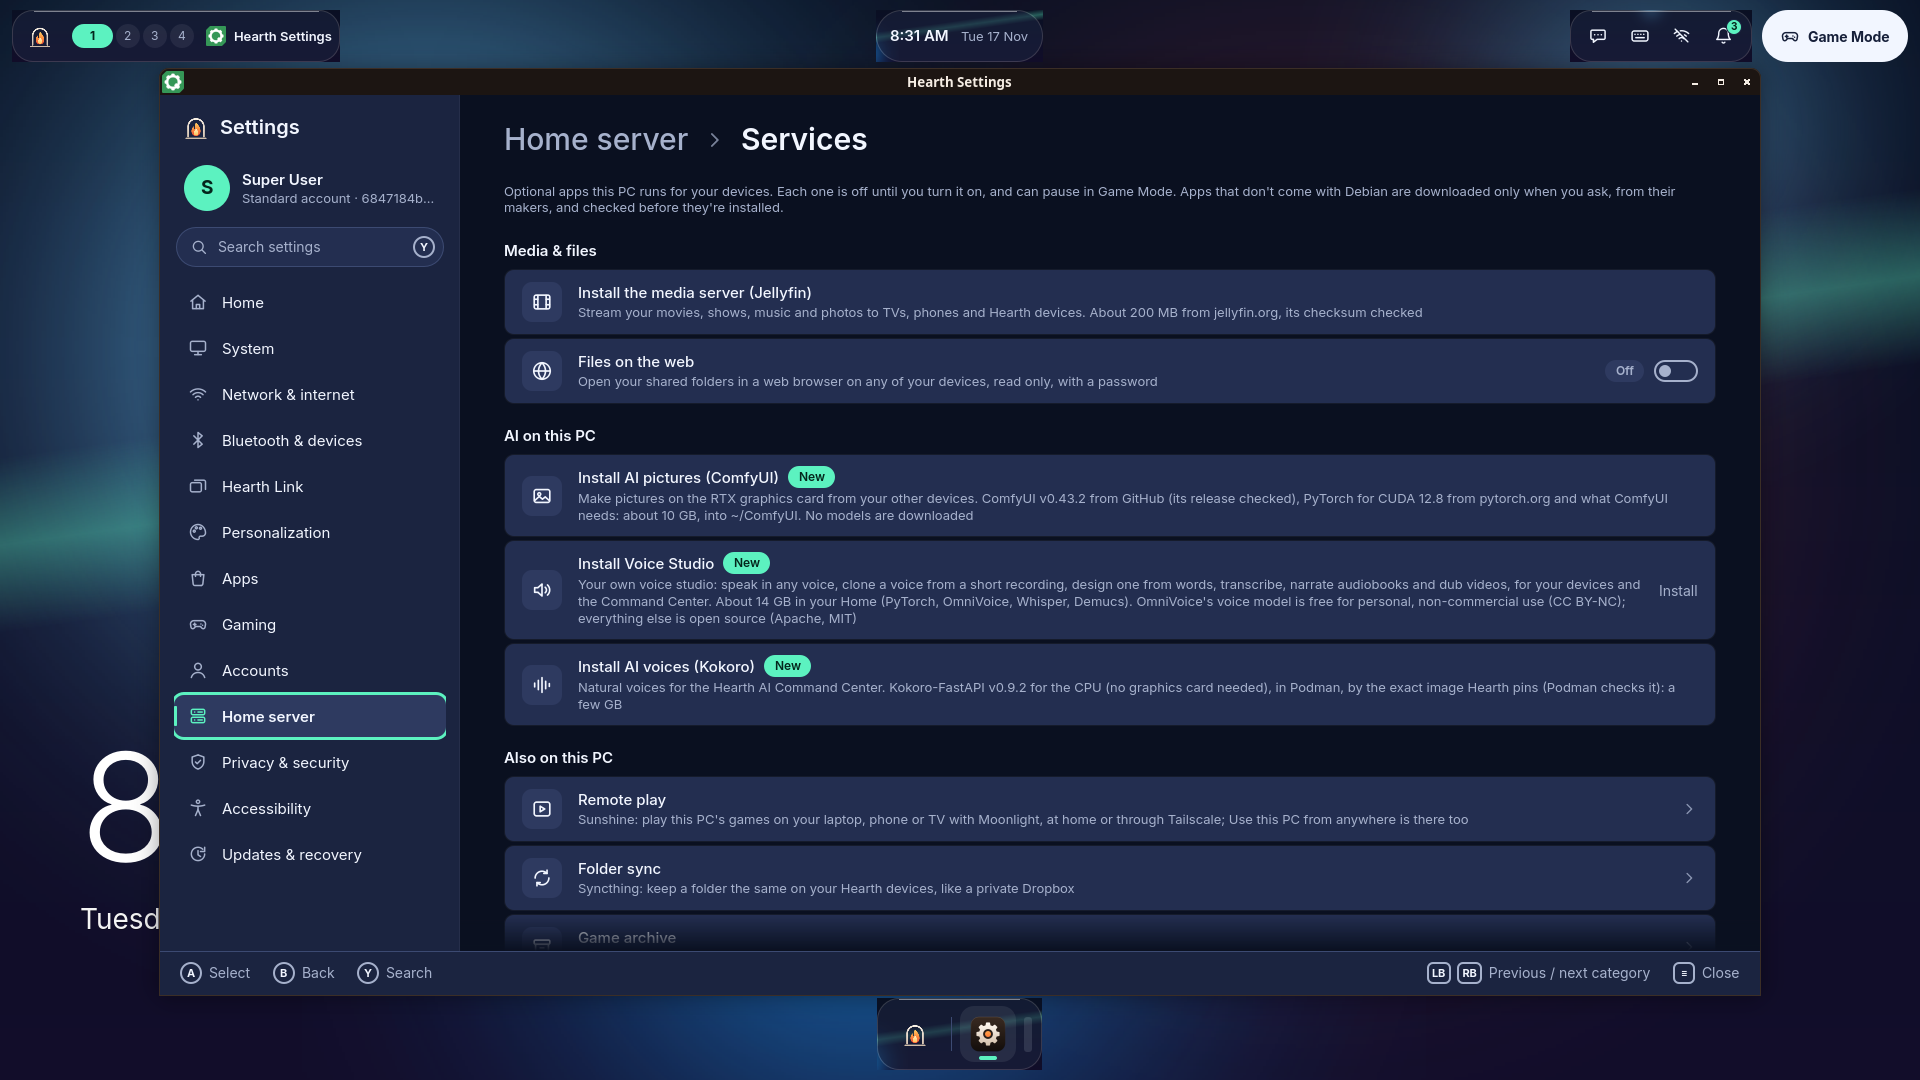 1 2 3 4 Hearth Settings
8:31 AM Tue 17 Nov
3
Game Mode
Hearth Settings
Settings
S
Super User
Standard account · 6847184b...
Search settings Y
Home
System
Network & internet
Bluetooth & devices
Hearth Link
Personalization
Apps
Gaming
Accounts
Home server
Privacy & security
Accessibility
Updates & recovery
Home server > Services
Optional apps this PC runs for your devices. Each one is off until you turn it on, and can pause in Game Mode. Apps that don't come with Debian are downloaded only when you ask, from their
makers, and checked before they're installed.
Media & files
Install the media server (Jellyfin)
Stream your movies, shows, music and photos to TVs, phones and Hearth devices. About 200 MB from jellyfin.org, its checksum checked
Files on the web
Open your shared folders in a web browser on any of your devices, read only, with a password
Off
AI on this PC
Install AI pictures (ComfyUI) New
Make pictures on the RTX graphics card from your other devices. ComfyUI v0.43.2 from GitHub (its release checked), PyTorch for CUDA 12.8 from pytorch.org and what ComfyUI
needs: about 10 GB, into ~/ComfyUI. No models are downloaded
Install Voice Studio New
Your own voice studio: speak in any voice, clone a voice from a short recording, design one from words, transcribe, narrate audiobooks and dub videos, for your devices and
the Command Center. About 14 GB in your Home (PyTorch, OmniVoice, Whisper, Demucs). OmniVoice's voice model is free for personal, non-commercial use (CC BY-NC);
everything else is open source (Apache, MIT)
Install
Install AI voices (Kokoro) New
Natural voices for the Hearth AI Command Center. Kokoro-FastAPI v0.9.2 for the CPU (no graphics card needed), in Podman, by the exact image Hearth pins (Podman checks it): a
few GB
Also on this PC
Remote play
Sunshine: play this PC's games on your laptop, phone or TV with Moonlight, at home or through Tailscale; Use this PC from anywhere is there too
Folder sync
Syncthing: keep a folder the same on your Hearth devices, like a private Dropbox
Game archive
8
Tuesd
A Select B Back Y Search
LB RB Previous / next category ≡ Close